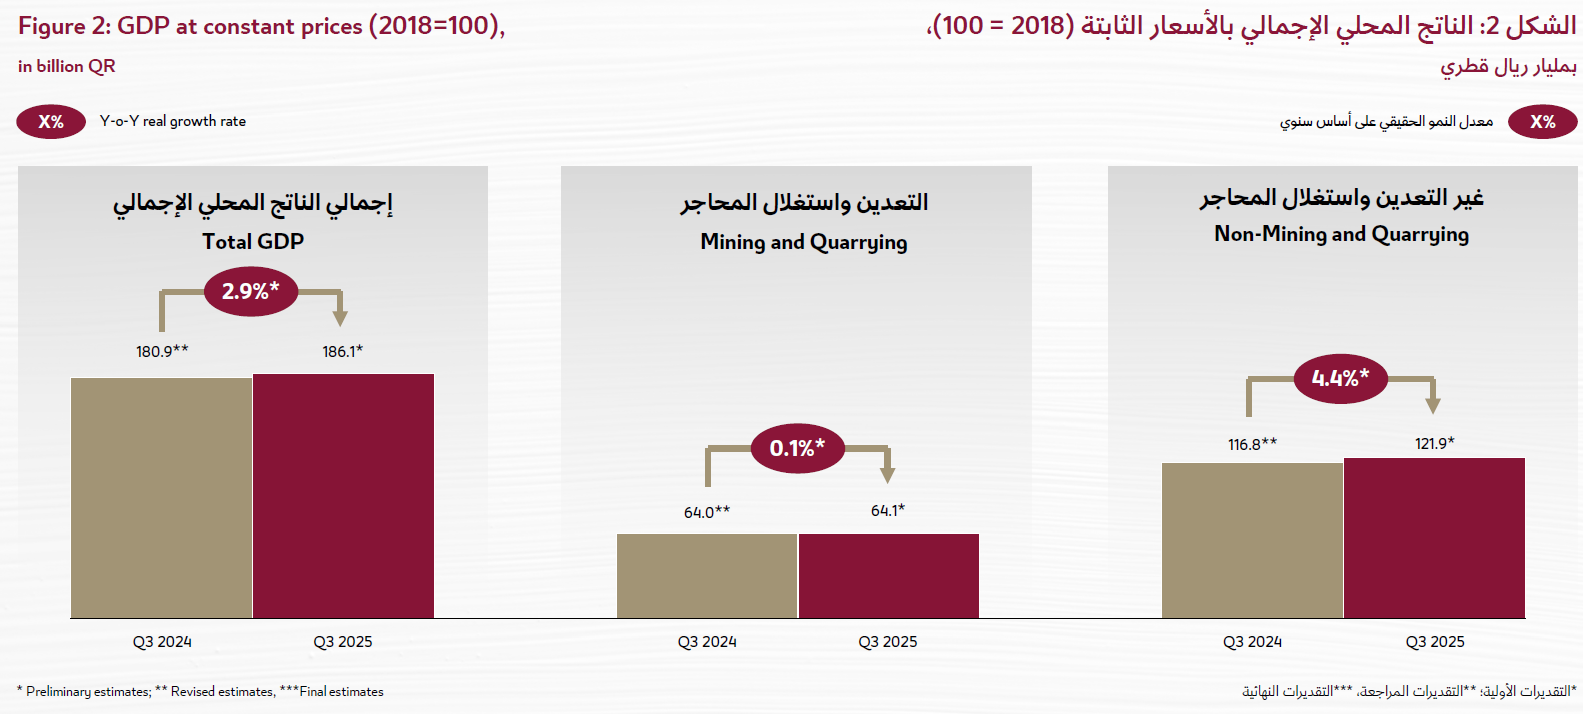 Figure 2: GDP at constant prices (2018=100),
in billion QR
الشكل 2: الناتج المحلي الإجمالي بالأسعار الثابتة (2018 = 100)،
بمليار ريال قطري
X% Y-o-Y real growth rate
معدل النمو الحقيقي على أساس سنوي X%
إجمالي الناتج المحلي الإجمالي
Total GDP
2.9%*
180.9**
186.1*
Q3 2024
Q3 2025
التعدين واستغلال المحاجر
Mining and Quarrying
0.1%*
64.0**
64.1*
Q3 2024
Q3 2025
غير التعدين واستغلال المحاجر
Non-Mining and Quarrying
4.4%*
116.8**
121.9*
Q3 2024
Q3 2025
* Preliminary estimates; ** Revised estimates, ***Final estimates
*التقديرات الأولية؛ **التقديرات المراجعة، ***التقديرات النهائية